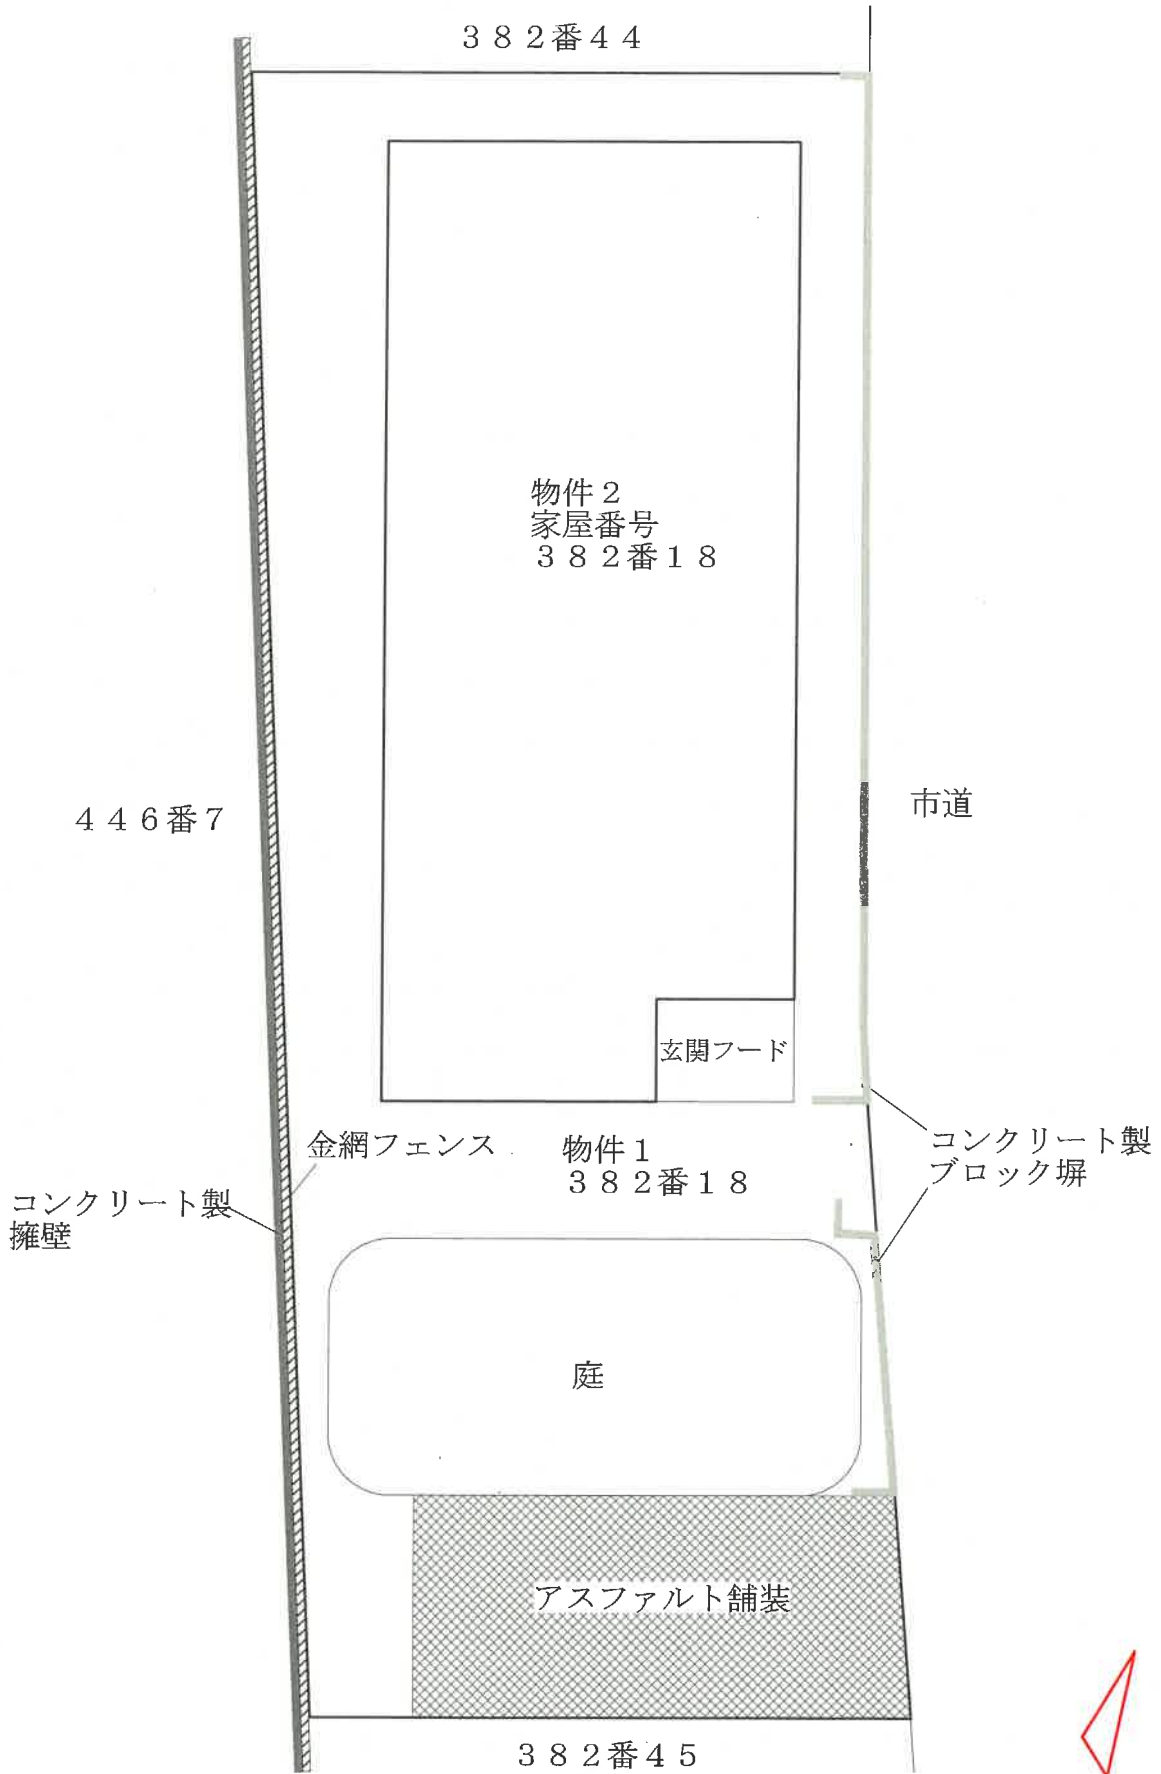 ３８２番４４
物件２
家屋番号
３８２番１８
４４６番７
市道
玄関フード
金網フェンス
物件１
３８２番１８
コンクリート製
ブロック塀
コンクリート製
擁壁
庭
アスファルト舗装
３８２番４５